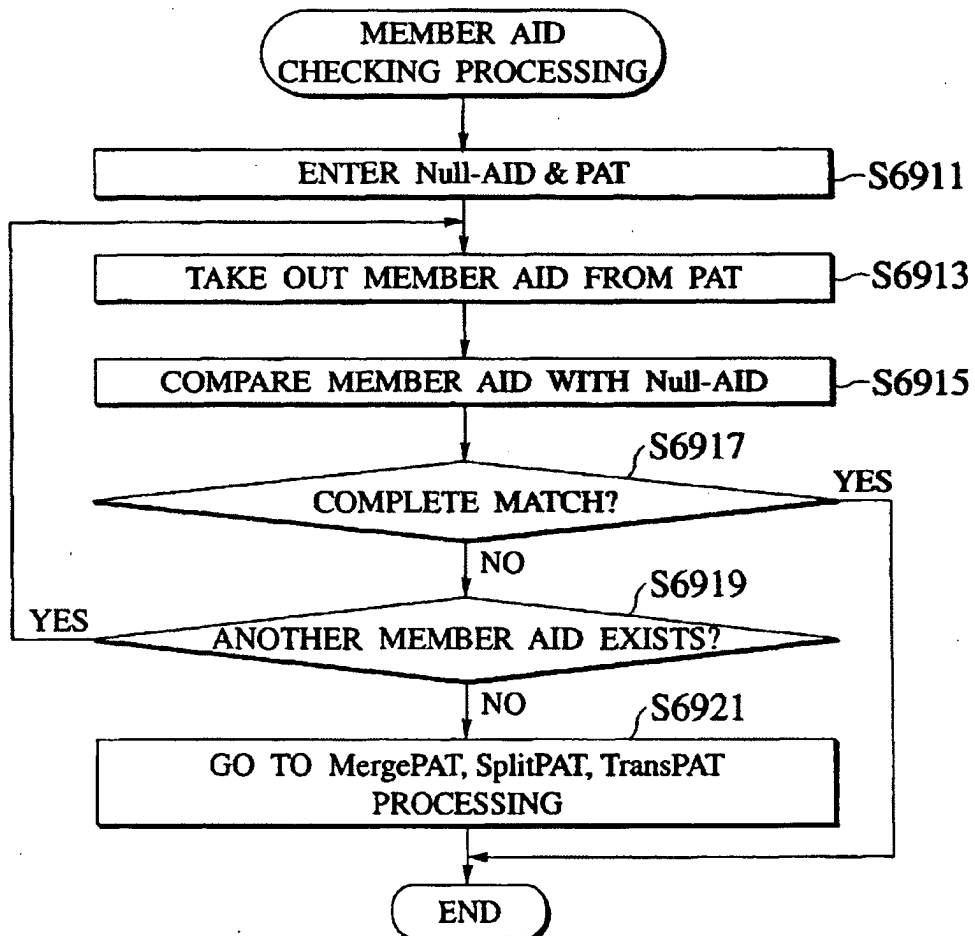 MEMBER AID
CHECKING PROCESSING
ENTER Null-AID & PAT
S6911
TAKE OUT MEMBER AID FROM PAT
S6913
COMPARE MEMBER AID WITH Null-AID
S6915
S6917
COMPLETE MATCH?
YES
NO
S6919
YES
ANOTHER MEMBER AID EXISTS?
NO
S6921
GO TO MergePAT, SplitPAT, TransPAT
PROCESSING
END